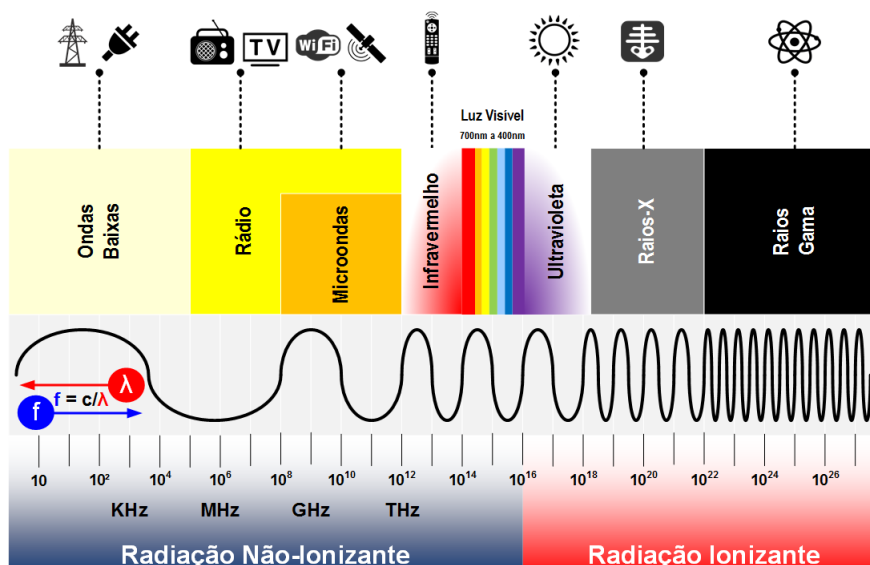 TV
WiFi
Luz Visível
700nm a 400nm
Ondas
Baixas
Rádio
Microondas
Infravermelho
Ultravioleta
Raios-X
Raios
Gama
λ
f = c/λ
f
10 10² 10⁴ 10⁶ 10⁸ 10¹⁰ 10¹² 10¹⁴ 10¹⁶ 10¹⁸ 10²⁰ 10²² 10²⁴ 10²⁶
KHz MHz GHz THz
Radiação Não-Ionizante Radiação Ionizante